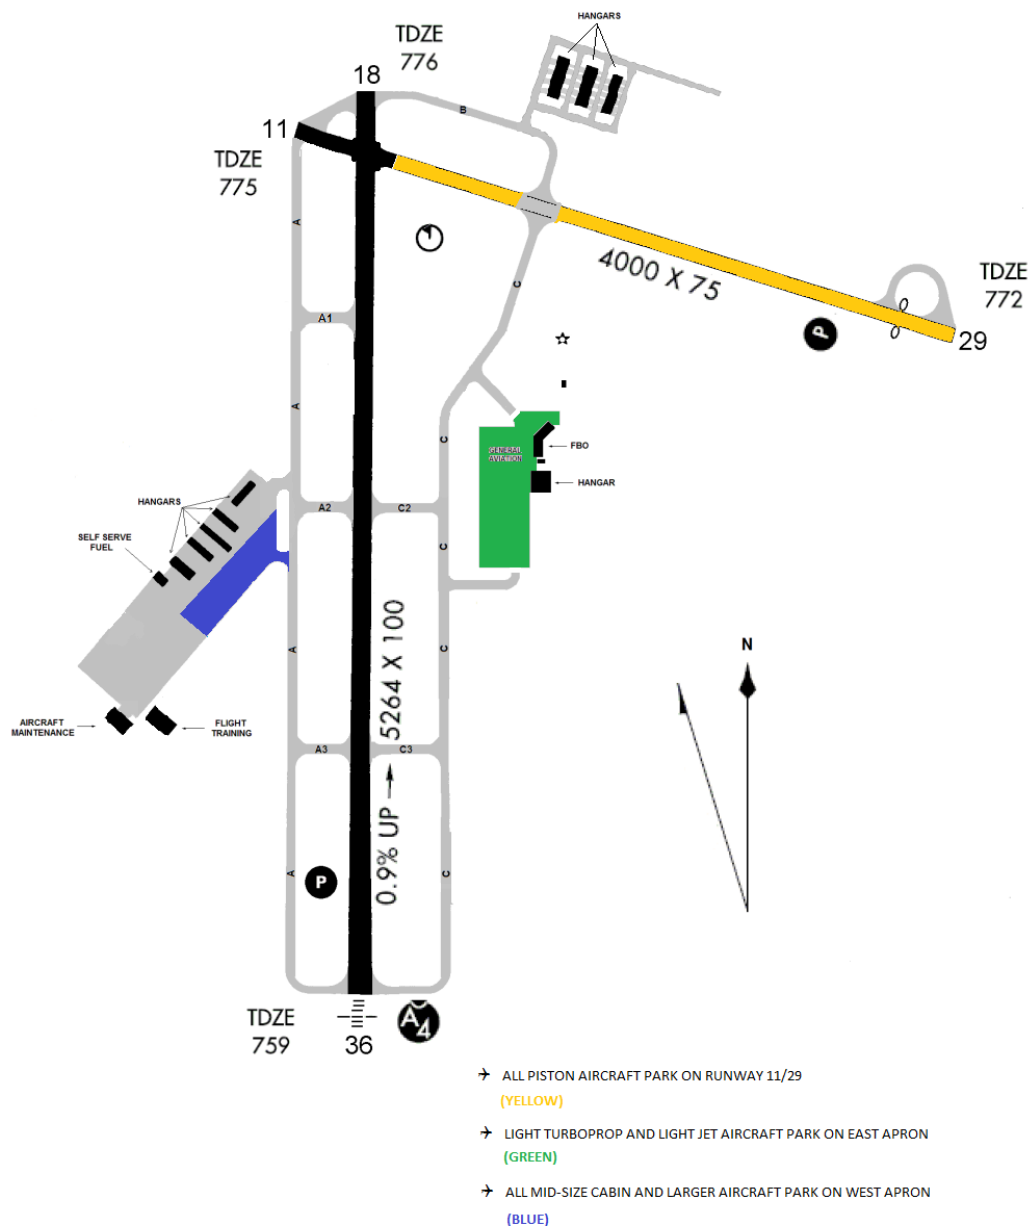 HANGARS
TDZE
776
18
B
11
TDZE
775
A
4000 X 75
TDZE
772
C
P
29
A1
A
C
GENERAL
AVIATION
FBO
HANGAR
HANGARS
A2
C2
SELF SERVE
FUEL
C
5264 X 100
A
C
N
AIRCRAFT
MAINTENANCE
FLIGHT
TRAINING
A3
C3
0.9% UP
A
P
C
TDZE
759
36
A4
ALL PISTON AIRCRAFT PARK ON RUNWAY 11/29
(YELLOW)
LIGHT TURBOPROP AND LIGHT JET AIRCRAFT PARK ON EAST APRON
(GREEN)
ALL MID-SIZE CABIN AND LARGER AIRCRAFT PARK ON WEST APRON
(BLUE)